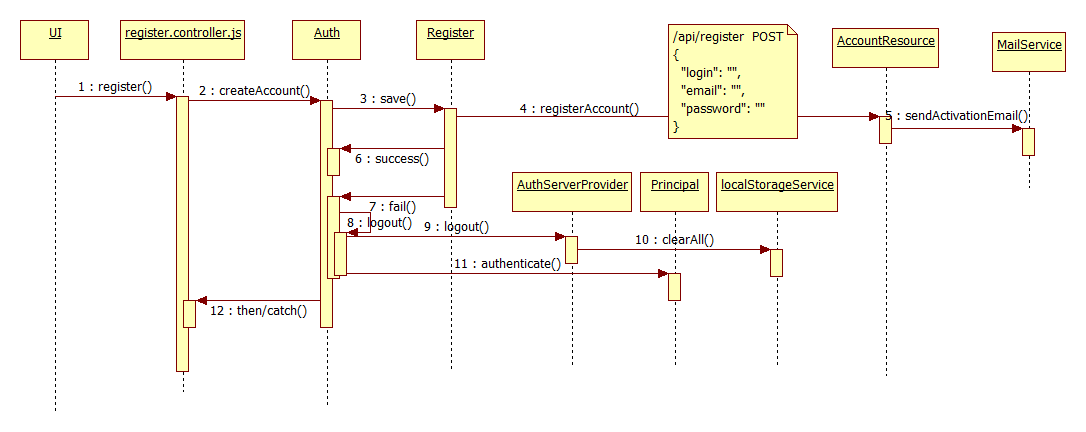 UI
register.controller.js
Auth
Register
/api/register  POST
{
"login": "",
"email": "",
"password": ""
}
AccountResource
MailService
1 : register()
2 : createAccount()
3 : save()
4 : registerAccount()
5 : sendActivationEmail()
6 : success()
7 : fail()
AuthServerProvider
Principal
localStorageService
8 : logout()
9 : logout()
10 : clearAll()
11 : authenticate()
12 : then/catch()